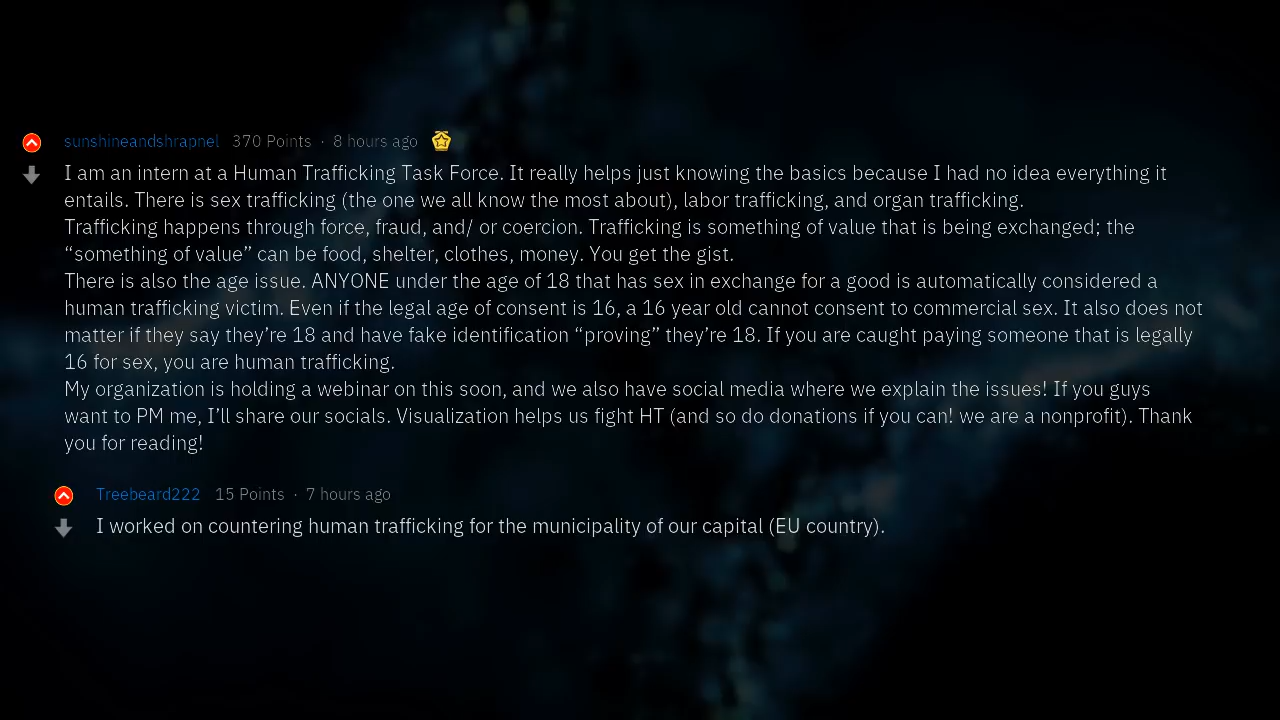 sunshineandshrapnel 370 Points · 8 hours ago
I am an intern at a Human Trafficking Task Force. It really helps just knowing the basics because I had no idea everything it
entails. There is sex trafficking (the one we all know the most about), labor trafficking, and organ trafficking.
Trafficking happens through force, fraud, and/ or coercion. Trafficking is something of value that is being exchanged; the
“something of value” can be food, shelter, clothes, money. You get the gist.
There is also the age issue. ANYONE under the age of 18 that has sex in exchange for a good is automatically considered a
human trafficking victim. Even if the legal age of consent is 16, a 16 year old cannot consent to commercial sex. It also does not
matter if they say they’re 18 and have fake identification “proving” they’re 18. If you are caught paying someone that is legally
16 for sex, you are human trafficking.
My organization is holding a webinar on this soon, and we also have social media where we explain the issues! If you guys
want to PM me, I’ll share our socials. Visualization helps us fight HT (and so do donations if you can! we are a nonprofit). Thank
you for reading!
Treebeard222 15 Points · 7 hours ago
I worked on countering human trafficking for the municipality of our capital (EU country).